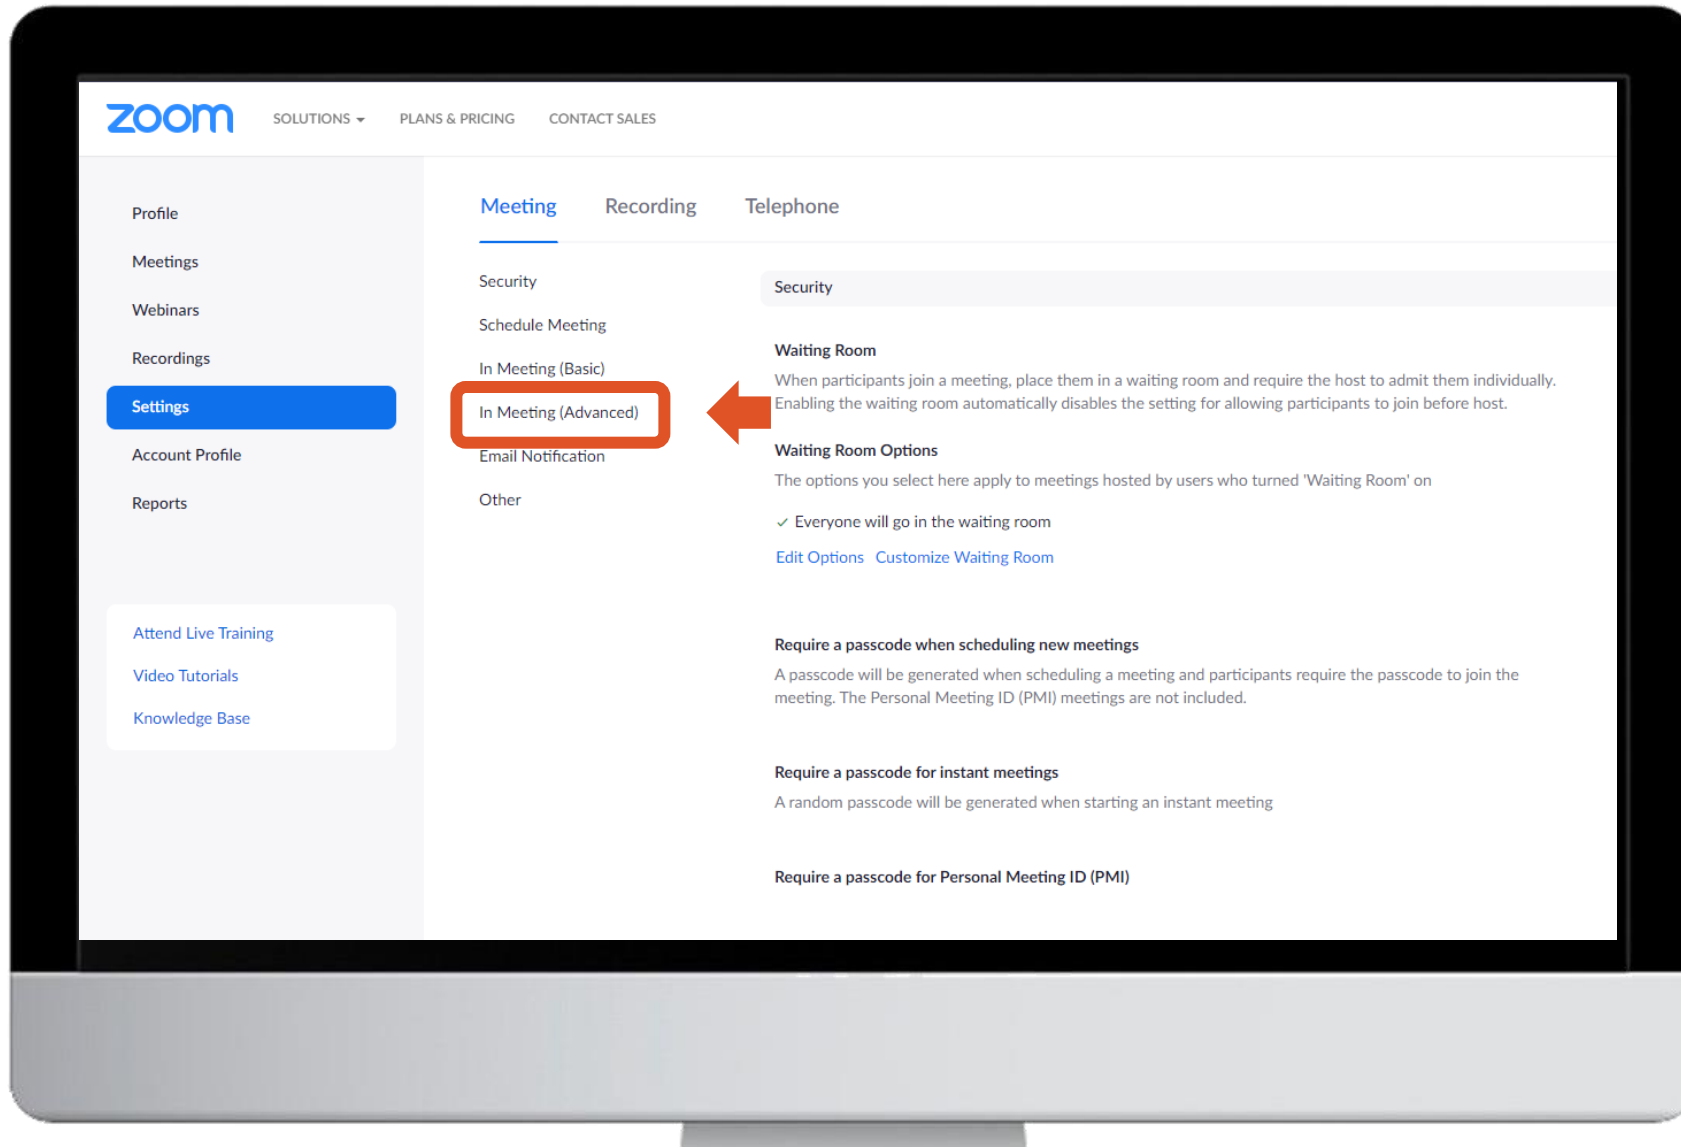 zoom SOLUTIONS PLANS & PRICING CONTACT SALES
Profile
Meetings
Webinars
Recordings
Settings
Account Profile
Reports
Attend Live Training
Video Tutorials
Knowledge Base
Meeting Recording Telephone
Security
Schedule Meeting
In Meeting (Basic)
In Meeting (Advanced)
Email Notification
Other
Security
Waiting Room
When participants join a meeting, place them in a waiting room and require the host to admit them individually.
Enabling the waiting room automatically disables the setting for allowing participants to join before host.
Waiting Room Options
The options you select here apply to meetings hosted by users who turned 'Waiting Room' on
Everyone will go in the waiting room
Edit Options Customize Waiting Room
Require a passcode when scheduling new meetings
A passcode will be generated when scheduling a meeting and participants require the passcode to join the
meeting. The Personal Meeting ID (PMI) meetings are not included.
Require a passcode for instant meetings
A random passcode will be generated when starting an instant meeting
Require a passcode for Personal Meeting ID (PMI)